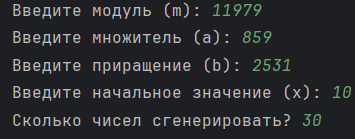 Введите модуль (m): 11979
Введите множитель (a): 859
Введите приращение (b): 2531
Введите начальное значение (x): 10
Сколько чисел сгенерировать? 30